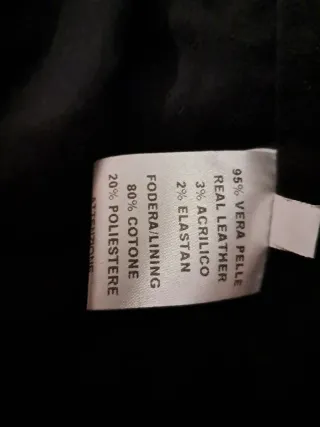 95% VERA PELLE
REAL LEATHER
3% ACRILICO
2% ELASTAN
FODERA/LINING
80% COTONE
20% POLIESTERE